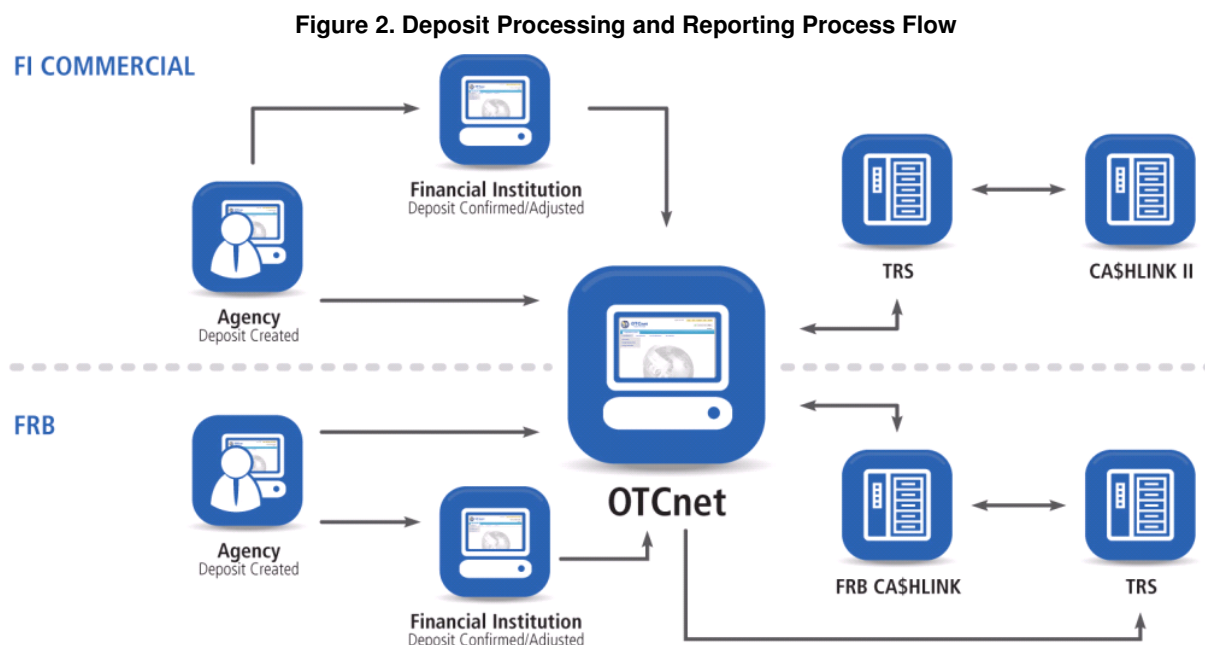 Figure 2. Deposit Processing and Reporting Process Flow
FI COMMERCIAL
Financial Institution
Deposit Confirmed/Adjusted
Agency
Deposit Created
TRS
CA$HLINK II
OTCnet
FRB
Agency
Deposit Created
Financial Institution
Deposit Confirmed/Adjusted
OTCnet
FRB CA$HLINK
TRS